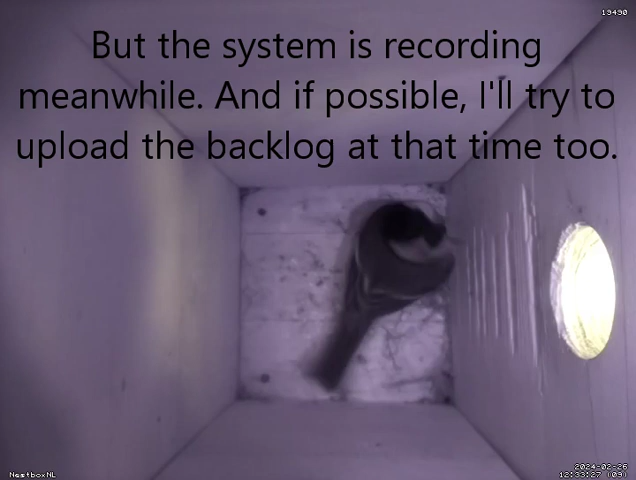 19490
But the system is recording
meanwhile. And if possible, I'll try to
upload the backlog at that time too.
NestboxNL
2024-02-26
12:33:27 (09)